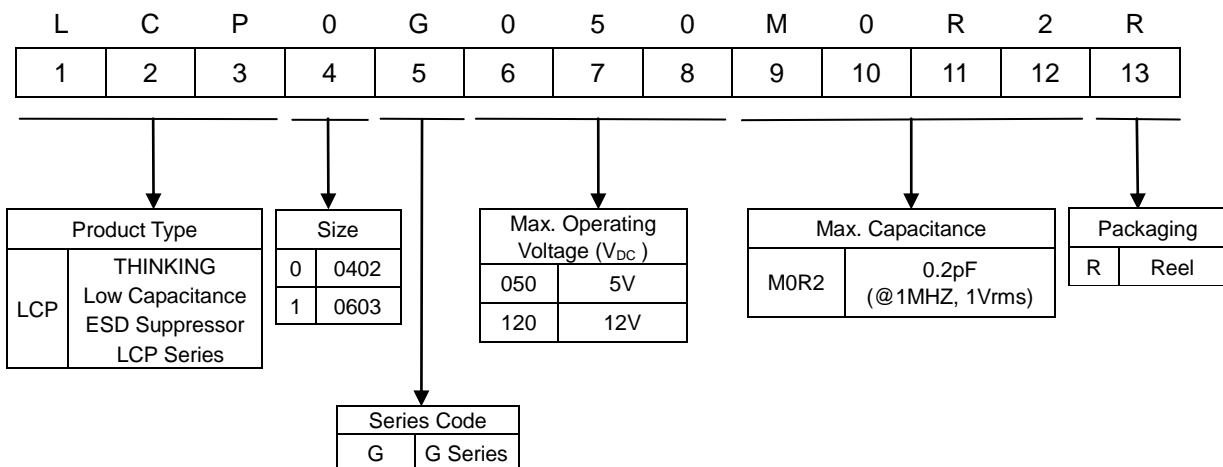 L C P 0 G 0 5 0 M 0 R 2 R
1 2 3 4 5 6 7 8 9 10 11 12 13
Product Type
LCP
THINKING
Low Capacitance
ESD Suppressor
LCP Series
Size
0 0402
1 0603
Series Code
G G Series
Max. Operating
Voltage (VDC )
050 5V
120 12V
Max. Capacitance
M0R2
0.2pF
(@1MHZ, 1Vrms)
Packaging
R Reel